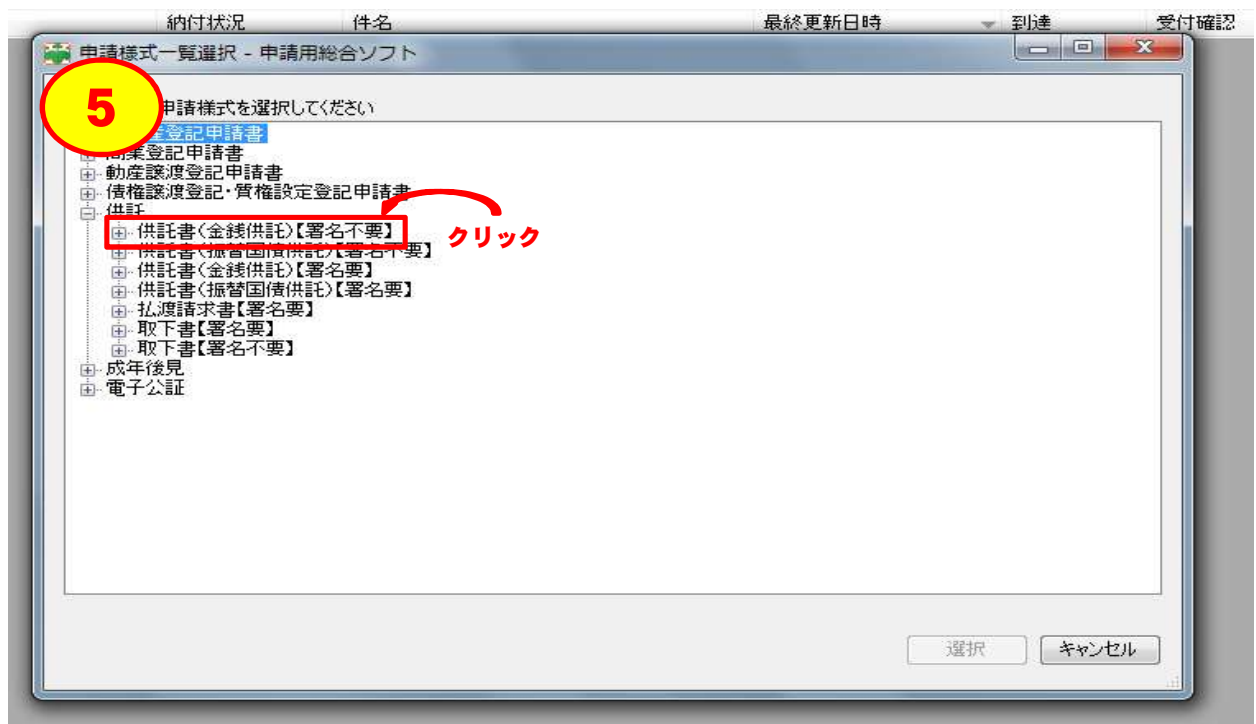 納付状況 件名 最終更新日時 到達 受付確認
申請様式一覧選択 - 申請用総合ソフト
5
申請様式を選択してください
産登記申請書
商業登記申請書
動産譲渡登記申請書
債権譲渡登記・質権設定登記申請書
供託
供託書(金銭供託)【署名不要】
クリック
供託書(振替国債供託)【署名不要】
供託書(金銭供託)【署名要】
供託書(振替国債供託)【署名要】
払渡請求書【署名要】
取下書【署名要】
取下書【署名不要】
成年後見
電子公証
選択 キャンセル